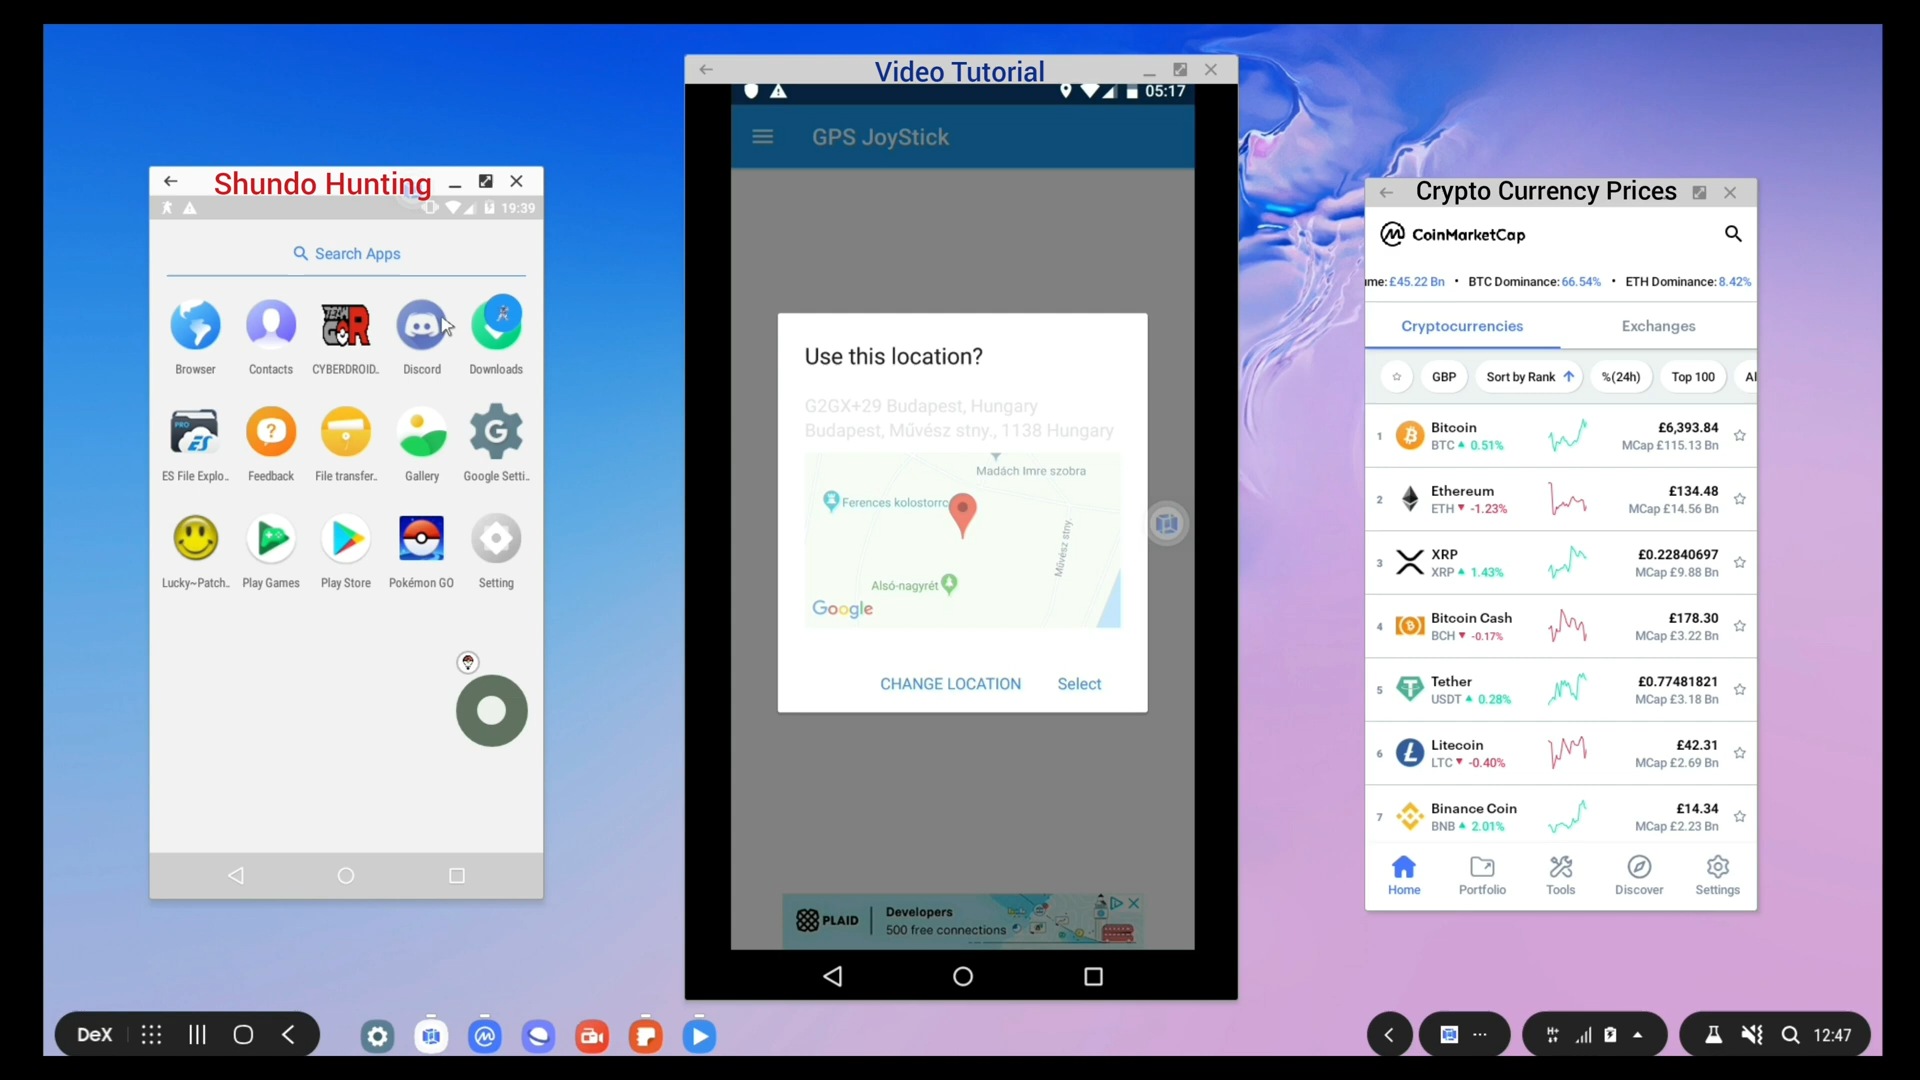 Shundo Hunting
19:39
Search Apps
Browser
Contacts
CYBERDROID..
Discord
Downloads
ES File Explo..
Feedback
File transfer..
Gallery
Google Setti..
Lucky~Patch..
Play Games
Play Store
Pokémon GO
Setting
Video Tutorial
05:17
GPS JoyStick
Use this location?
G2GX+29 Budapest, Hungary
Budapest, Művész stny., 1138 Hungary
Madách Imre szobra
Ferences kolostorrc
Művész stny.
Alsó-nagyrét
Google
CHANGE LOCATION
Select
PLAID
Developers
500 free connections
Crypto Currency Prices
CoinMarketCap
ıme: £45.22 Bn • BTC Dominance: 66.54% • ETH Dominance: 8.42%
Cryptocurrencies
Exchanges
GBP
Sort by Rank
%(24h)
Top 100
Al
1 Bitcoin £6,393.84
BTC 0.51% MCap £115.13 Bn
2 Ethereum £134.48
ETH -1.23% MCap £14.56 Bn
3 XRP £0.22840697
XRP 1.43% MCap £9.88 Bn
4 Bitcoin Cash £178.30
BCH -0.17% MCap £3.22 Bn
5 Tether £0.77481821
USDT 0.28% MCap £3.18 Bn
6 Litecoin £42.31
LTC -0.40% MCap £2.69 Bn
7 Binance Coin £14.34
BNB 2.01% MCap £2.23 Bn
Home
Portfolio
Tools
Discover
Settings
DeX
12:47